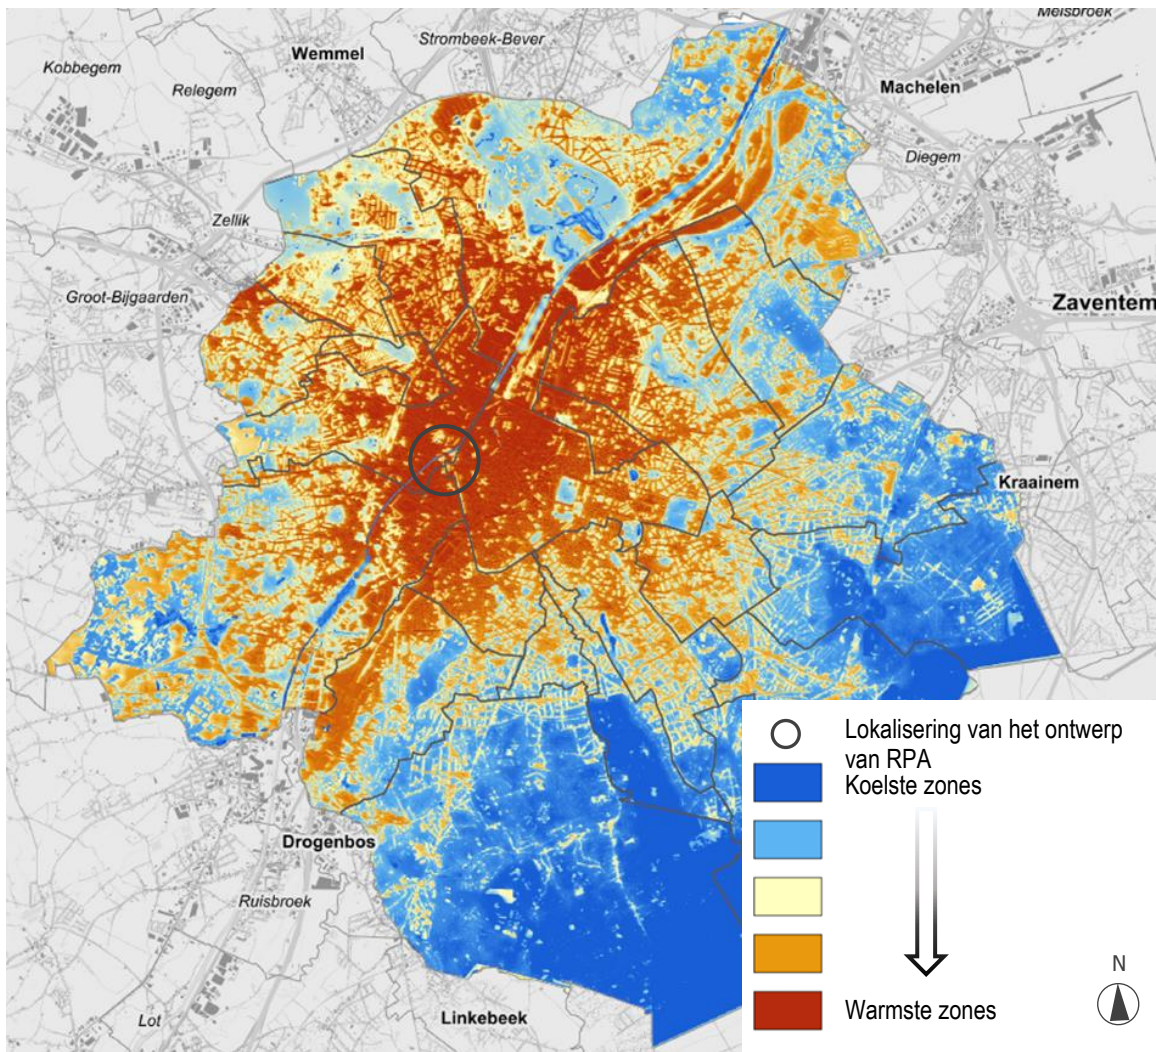 Melsbroek
Strombeek-Bever
Wemmel
Kobbegem
Relegem
Machelen
Diegem
Zellik
Groot-Bijgaarden
Zaventem
Kraainem
Drogenbos
Ruisbroek
Lot
Linkebeek
Lokalisering van het ontwerp
van RPA
Koelste zones
Warmste zones
N